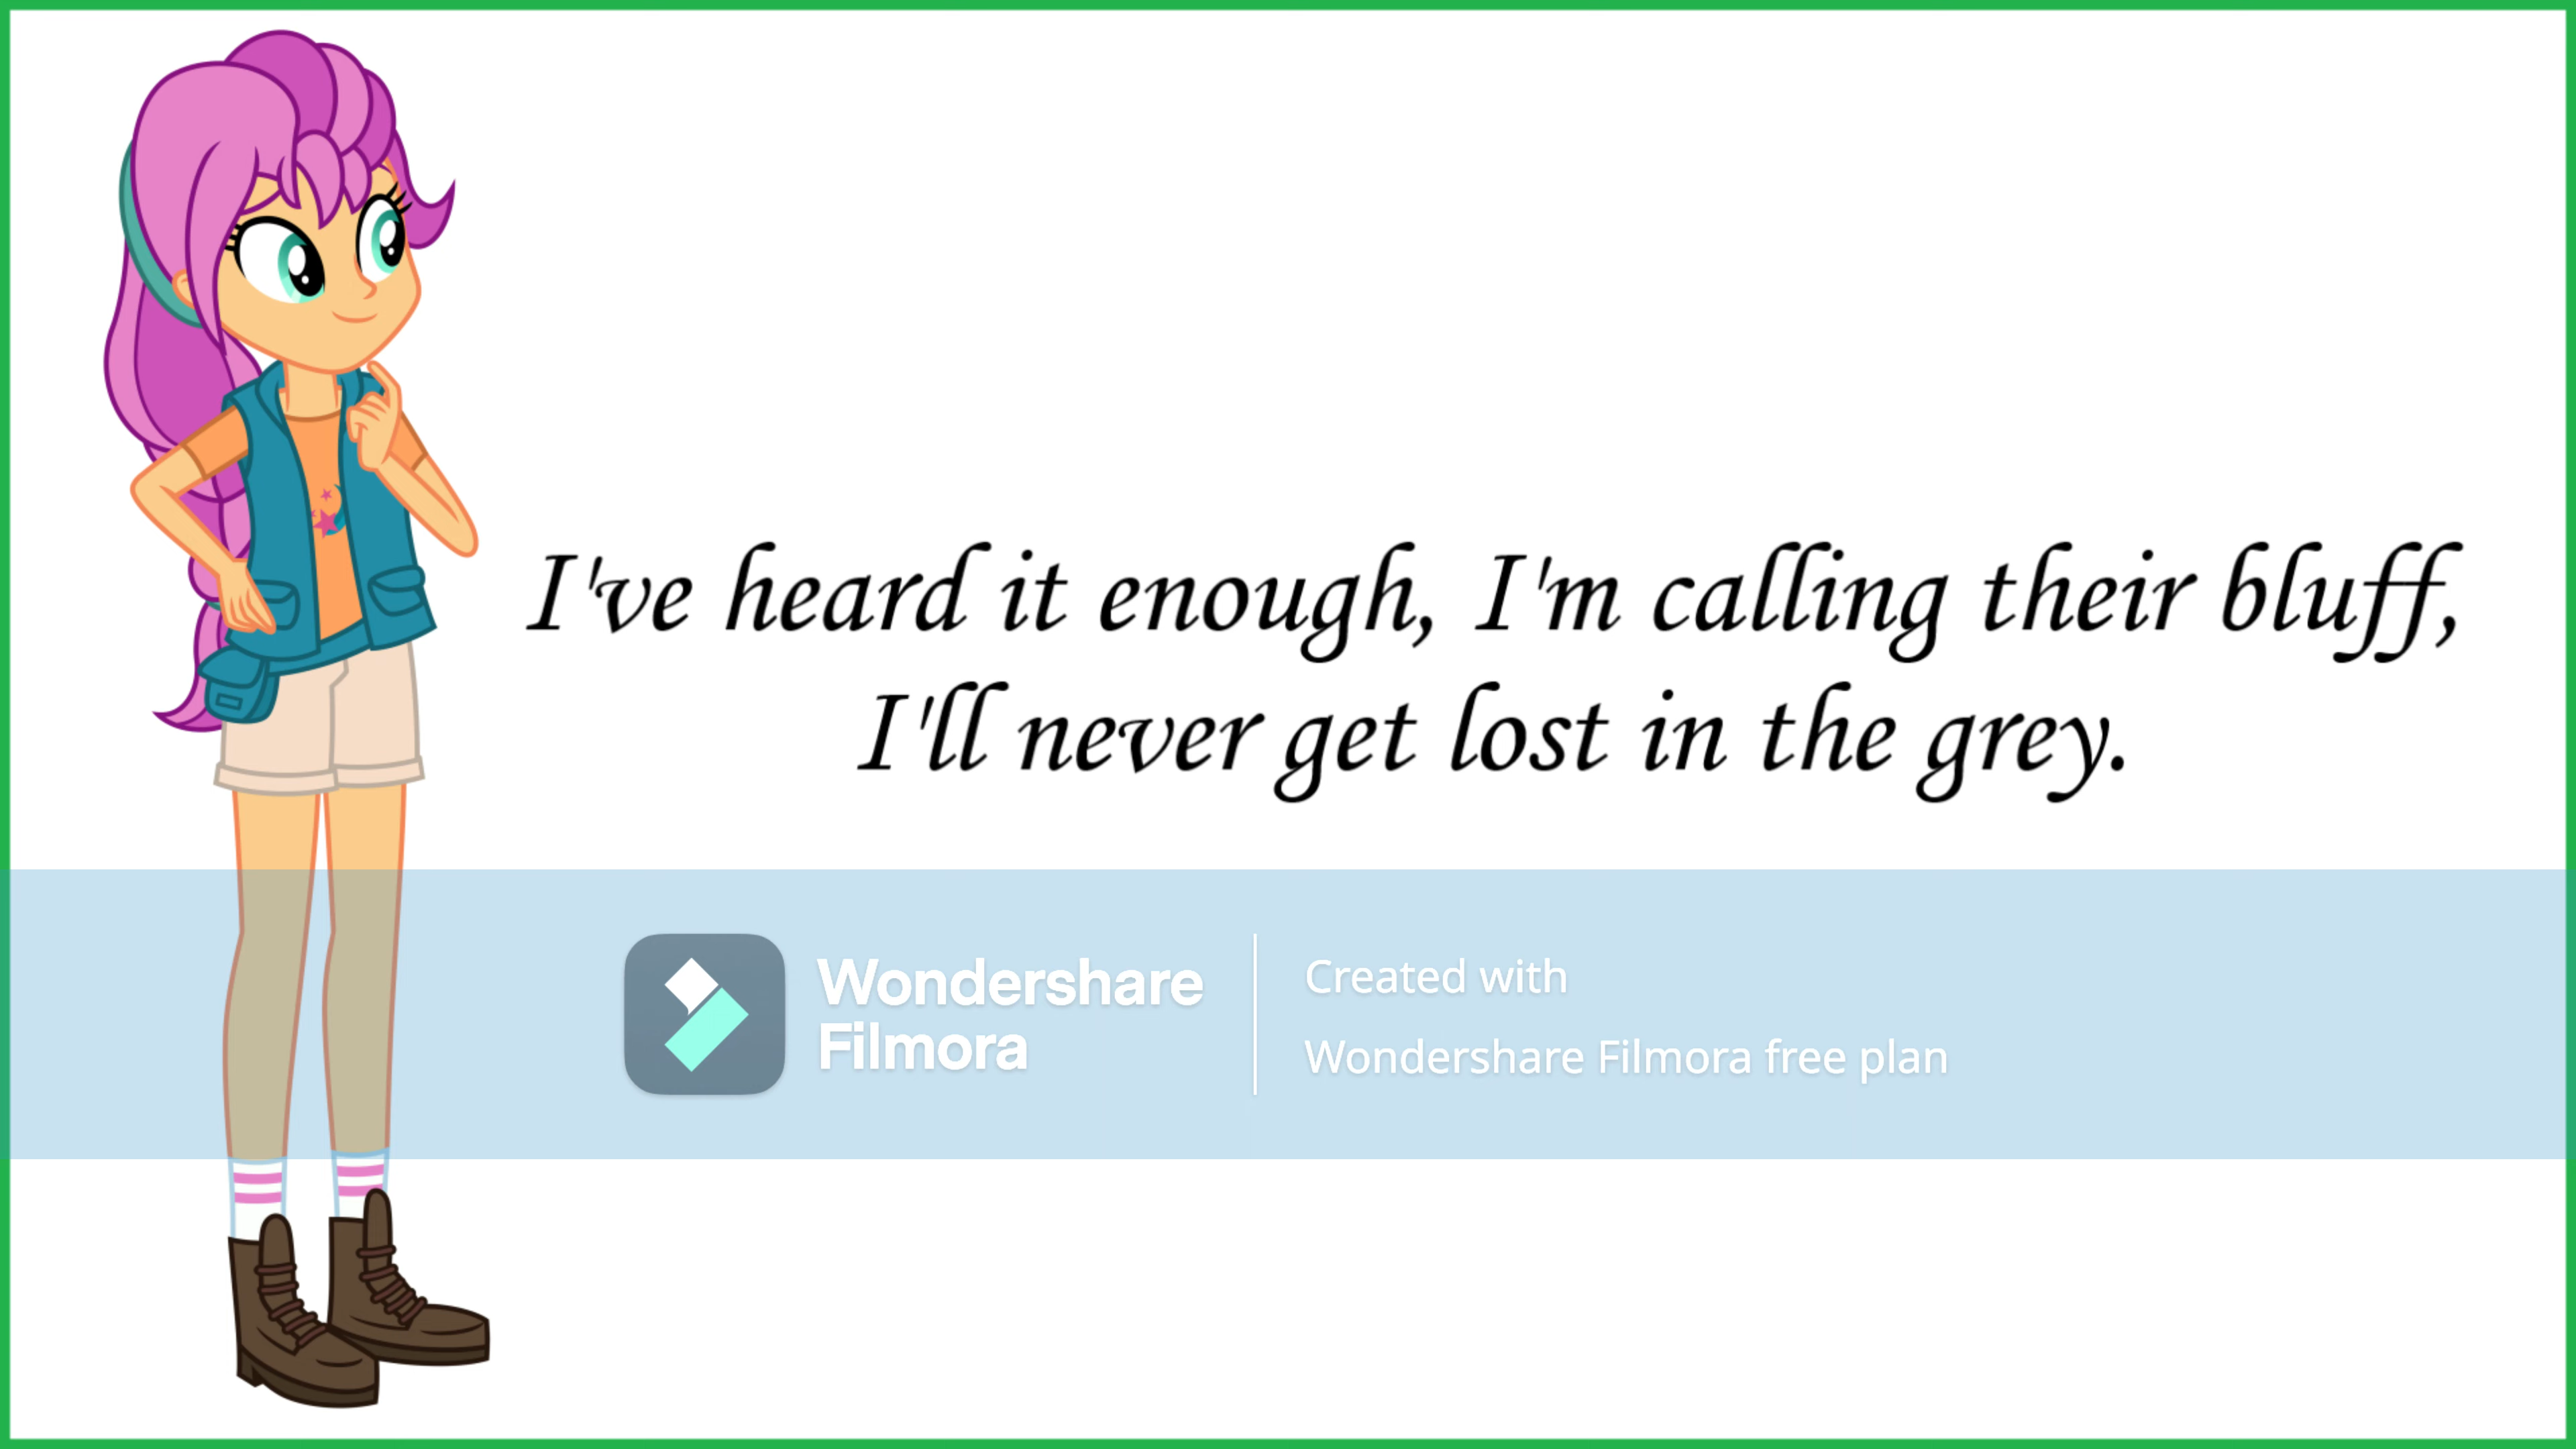 I've heard it enough, I'm calling their bluff,
I'll never get lost in the grey.
Wondershare
Filmora
Created with
Wondershare Filmora free plan